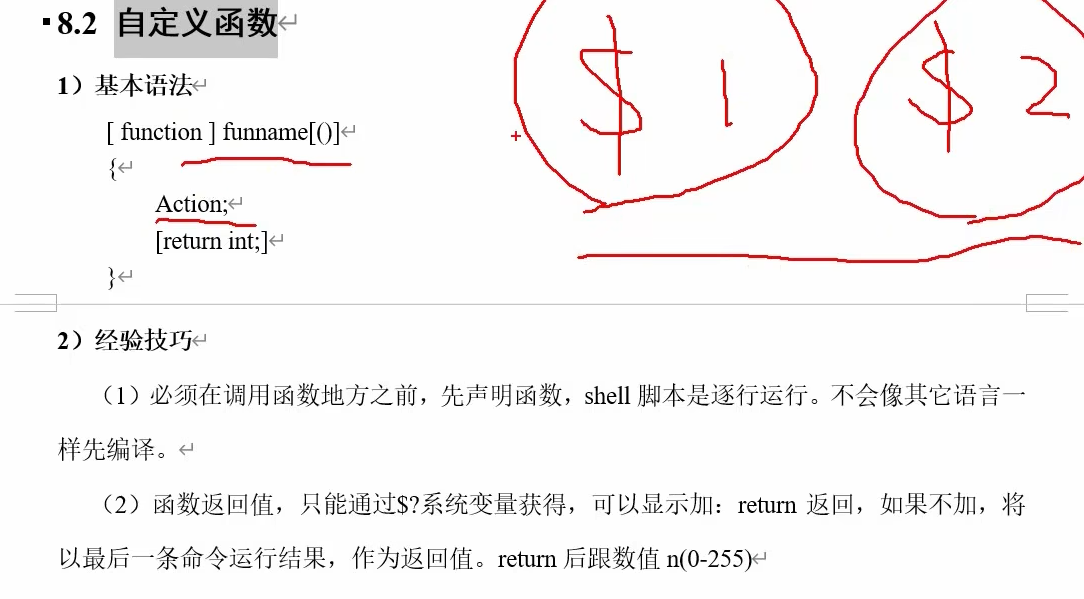 8.2 自定义函数
$1
$2
1）基本语法
[ function ] funname[()]
{
Action;
[return int;]
}
2）经验技巧
（1）必须在调用函数地方之前，先声明函数，shell 脚本是逐行运行。不会像其它语言一
样先编译。
（2）函数返回值，只能通过$?系统变量获得，可以显示加：return 返回，如果不加，将
以最后一条命令运行结果，作为返回值。return 后跟数值 n(0-255)